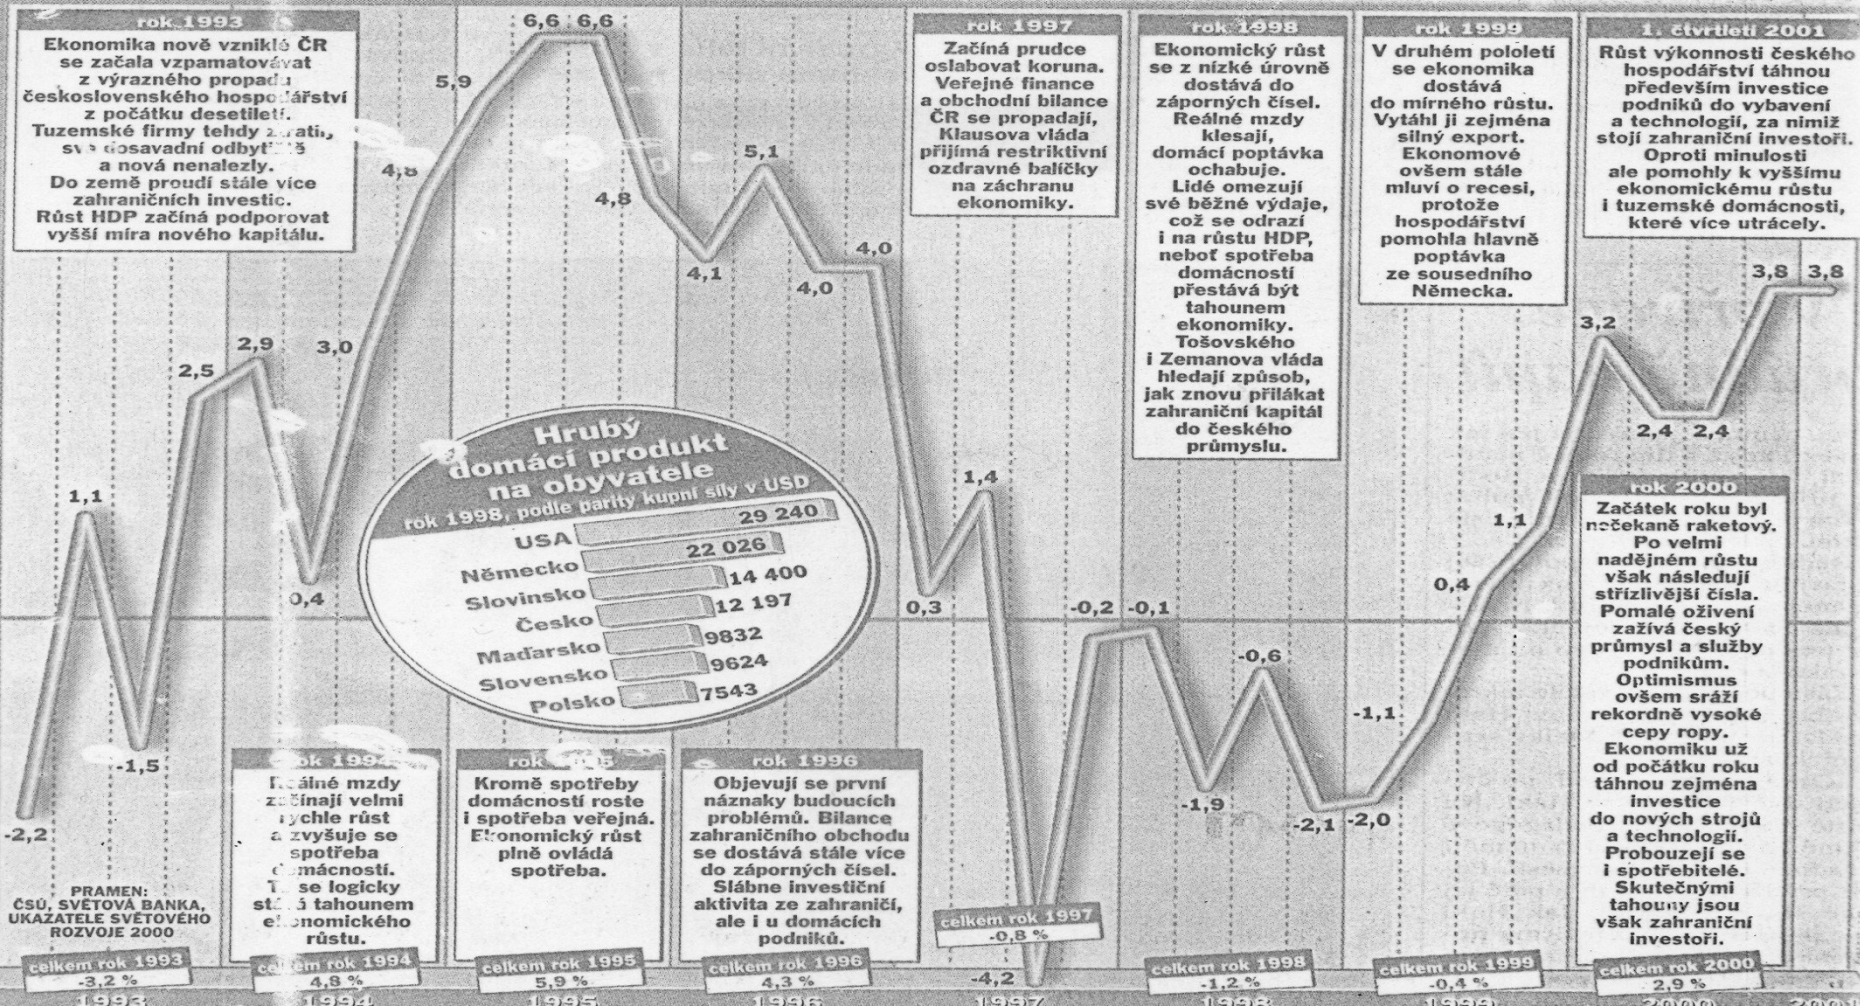 rok 1993
Ekonomika nově vzniklé ČR
se začala vzpamatovávat
z výrazného propadu
československého hospodářství
z počátku desetiletí.
Tuzemské firmy tehdy
dosavadní odbytiště
a nová nenalezly.
Do země proudí stále více
zahraničních investic.
Růst HDP začíná podporovat
vyšší míra nového kapitálu.
rok 1997
Začíná prudce
oslabovat koruna.
Veřejné finance
a obchodní bilance
ČR se propadají,
Klausova vláda
přijímá restriktivní
ozdravné balíčky
na záchranu
ekonomiky.
rok 1998
Ekonomický růst
se z nízké úrovně
dostává do
záporných čísel.
Reálné mzdy
klesají,
domácí poptávka
ochabuje.
Lidé omezují
své běžné výdaje,
což se odrazí
i na růstu HDP,
neboť spotřeba
domácností
přestává být
tahounem
ekonomiky.
Tošovského
i Zemanova vláda
hledají způsob,
jak znovu přilákat
zahraniční kapitál
do českého
průmyslu.
rok 1999
V druhém pololetí
se ekonomika
dostává
do mírného růstu.
Vytáhl ji zejména
silný export.
Ekonomové
ovšem stále
mluví o recesi,
protože
hospodářství
pomohla hlavně
poptávka
ze sousedního
Německa.
1. čtvrtletí 2001
Růst výkonnosti českého
hospodářství táhnou
především investice
podniků do vybavení
a technologií, za nimiž
stojí zahraniční investoři.
Oproti minulosti
ale pomohly k vyššímu
ekonomickému růstu
i tuzemské domácnosti,
které více utrácely.
-2,2
1,1
-1,5
2,5
2,9
0,4
3,0
4,8
5,9
6,6
6,6
4,8
4,1
5,1
4,0
4,0
0,3
1,4
-4,2
-0,2
-0,1
-1,9
-0,6
-2,1
-2,0
-1,1
0,4
1,1
3,2
2,4
2,4
3,8
3,8
Hrubý
domácí produkt
na obyvatele
rok 1998, podle parity kupní síly v USD
USA 29 240
Německo 22 026
Slovinsko 14 400
Česko 12 197
Maďarsko 9832
Slovensko 9624
Polsko 7543
rok 1994
Reálné mzdy
začínají velmi
rychle růst
a zvyšuje se
spotřeba
domácností.
se logicky
stává tahounem
ekonomického
růstu.
rok 1995
Kromě spotřeby
domácností roste
i spotřeba veřejná.
Ekonomický růst
plně ovládá
spotřeba.
rok 1996
Objevují se první
náznaky budoucích
problémů. Bilance
zahraničního obchodu
se dostává stále více
do záporných čísel.
Slábne investiční
aktivita ze zahraničí,
ale i u domácích
podniků.
rok 2000
Začátek roku byl
nečekaně raketový.
Po velmi
nadějném růstu
však následují
střízlivější čísla.
Pomalé oživení
zažívá český
průmysl a služby
podnikům.
Optimismus
ovšem sráží
rekordně vysoké
cepy ropy.
Ekonomiku už
od počátku roku
táhnou zejména
investice
do nových strojů
a technologií.
Probouzejí se
i spotřebitelé.
Skutečnými
tahouny jsou
však zahraniční
investoři.
PRAMEN:
ČSÚ, SVĚTOVÁ BANKA,
UKAZATELE SVĚTOVÉHO
ROZVOJE 2000
celkem rok 1993
-3,2 %
celkem rok 1994
4,8 %
celkem rok 1995
5,9 %
celkem rok 1996
4,3 %
celkem rok 1997
-0,8 %
celkem rok 1998
-1,2 %
celkem rok 1999
-0,4 %
celkem rok 2000
2,9 %
1993
1994
1995
1996
1997
1998
1999
2000